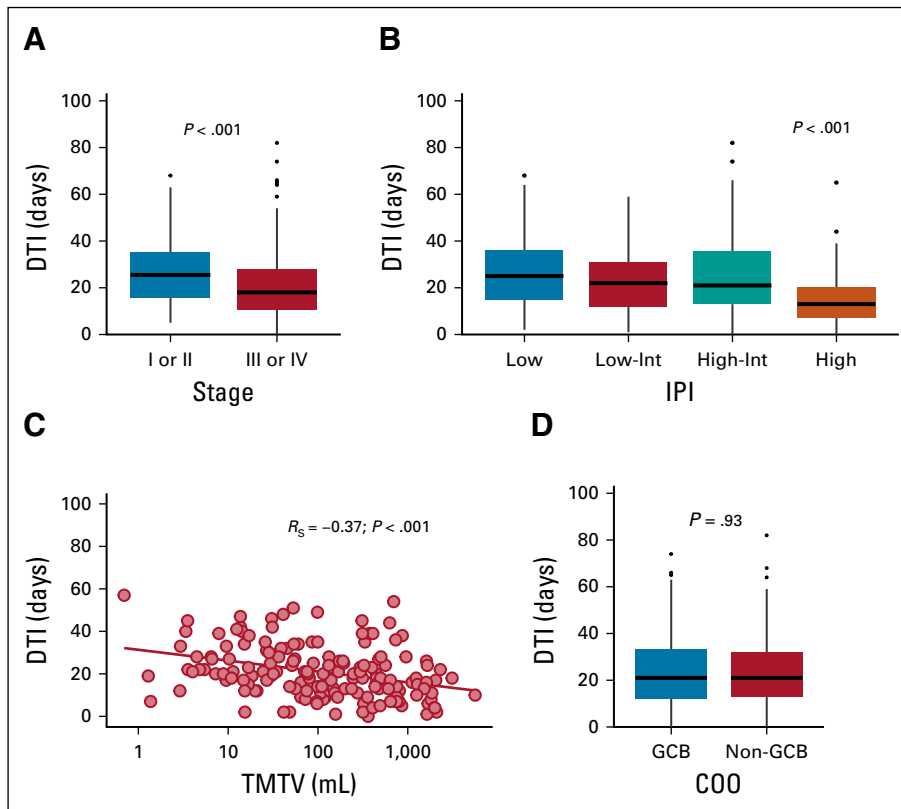 A
DTI (days)
100
80
60
40
20
0
P < .001
I or II
III or IV
Stage
B
DTI (days)
100
80
60
40
20
0
P < .001
Low
Low-Int
High-Int
High
IPI
C
DTI (days)
100
80
60
40
20
0
RS = −0.37; P < .001
1
10
100
1,000
TMTV (mL)
D
DTI (days)
100
80
60
40
20
0
P = .93
GCB
Non-GCB
COO